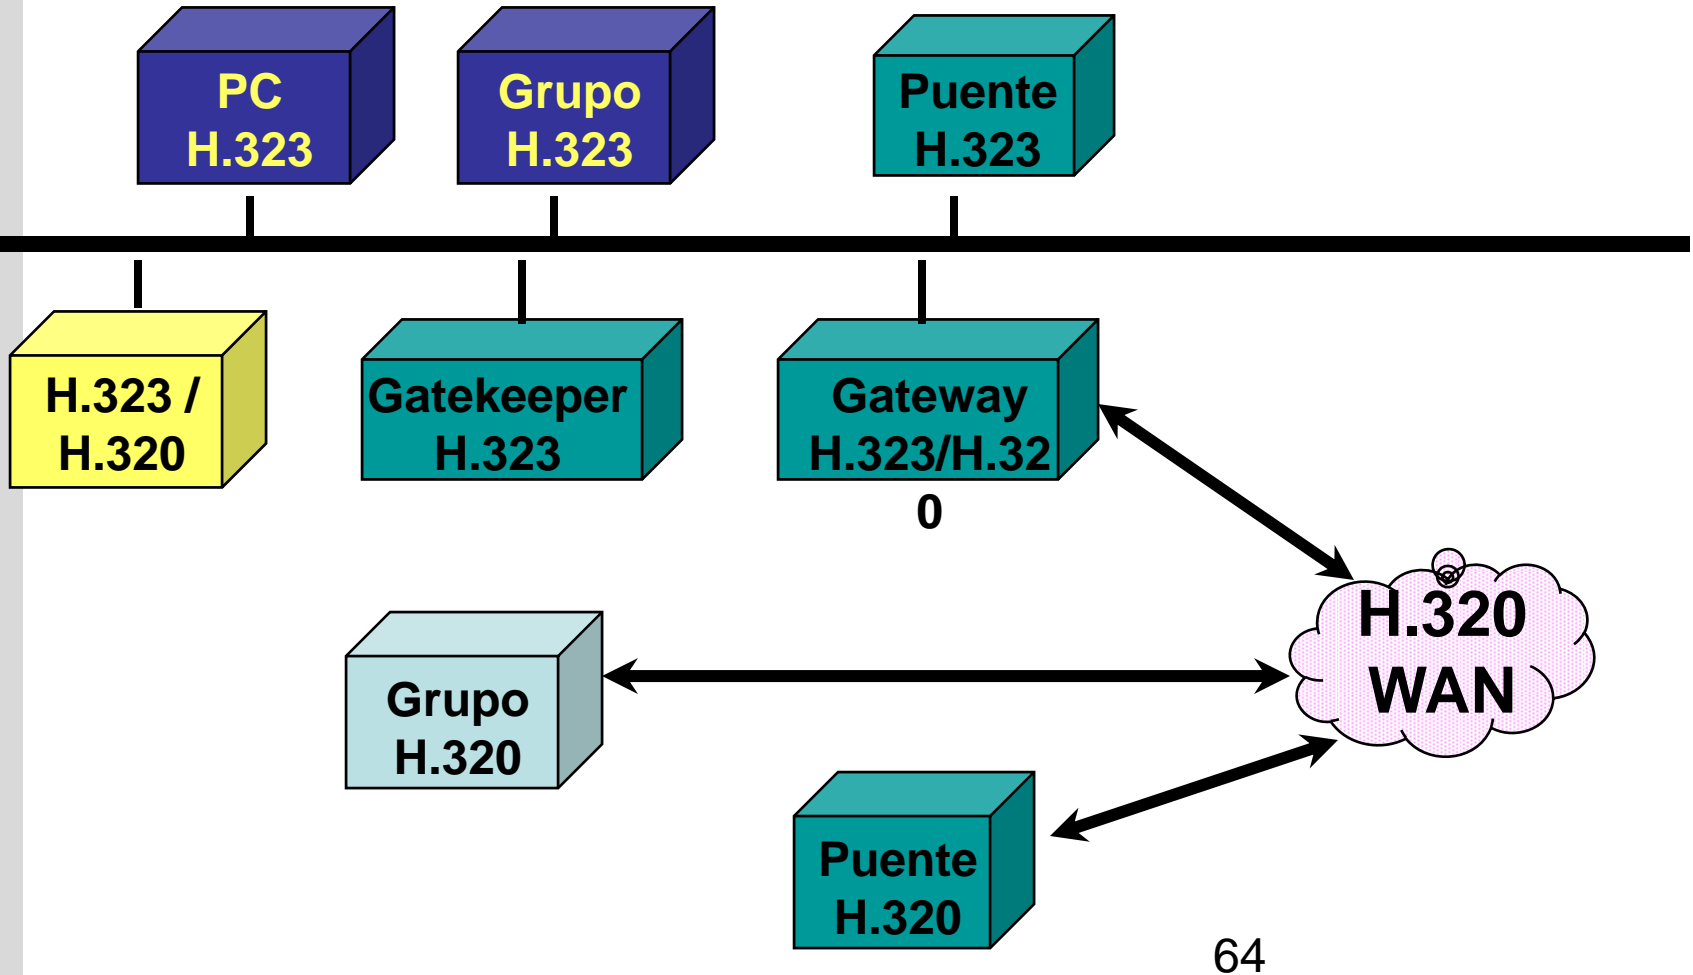 PC
H.323
Grupo
H.323
Puente
H.323
H.323 /
H.320
Gatekeeper
H.323
Gateway
H.323/H.32
0
H.320
WAN
Grupo
H.320
Puente
H.320
64